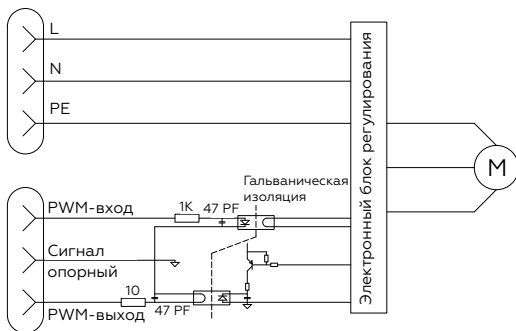 L
N
PE
Электронный блок регулирования
M
Гальваническая
изоляция
PWM-вход
1K
47 PF
Сигнал
опорный
10
PWM-выход
47 PF